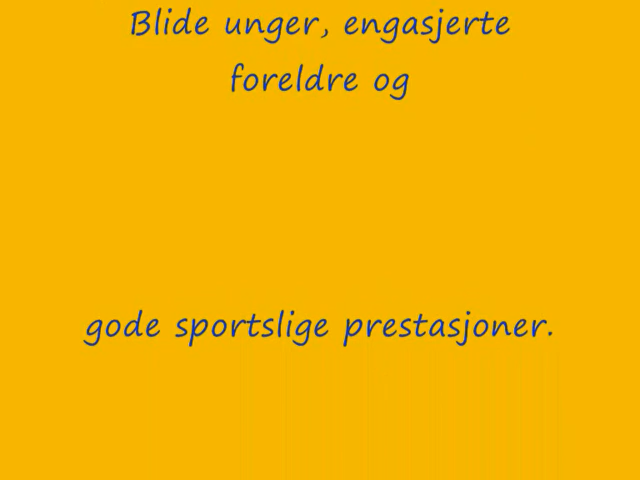 Blide unger, engasjerte
foreldre og
gode sportslige prestasjoner.